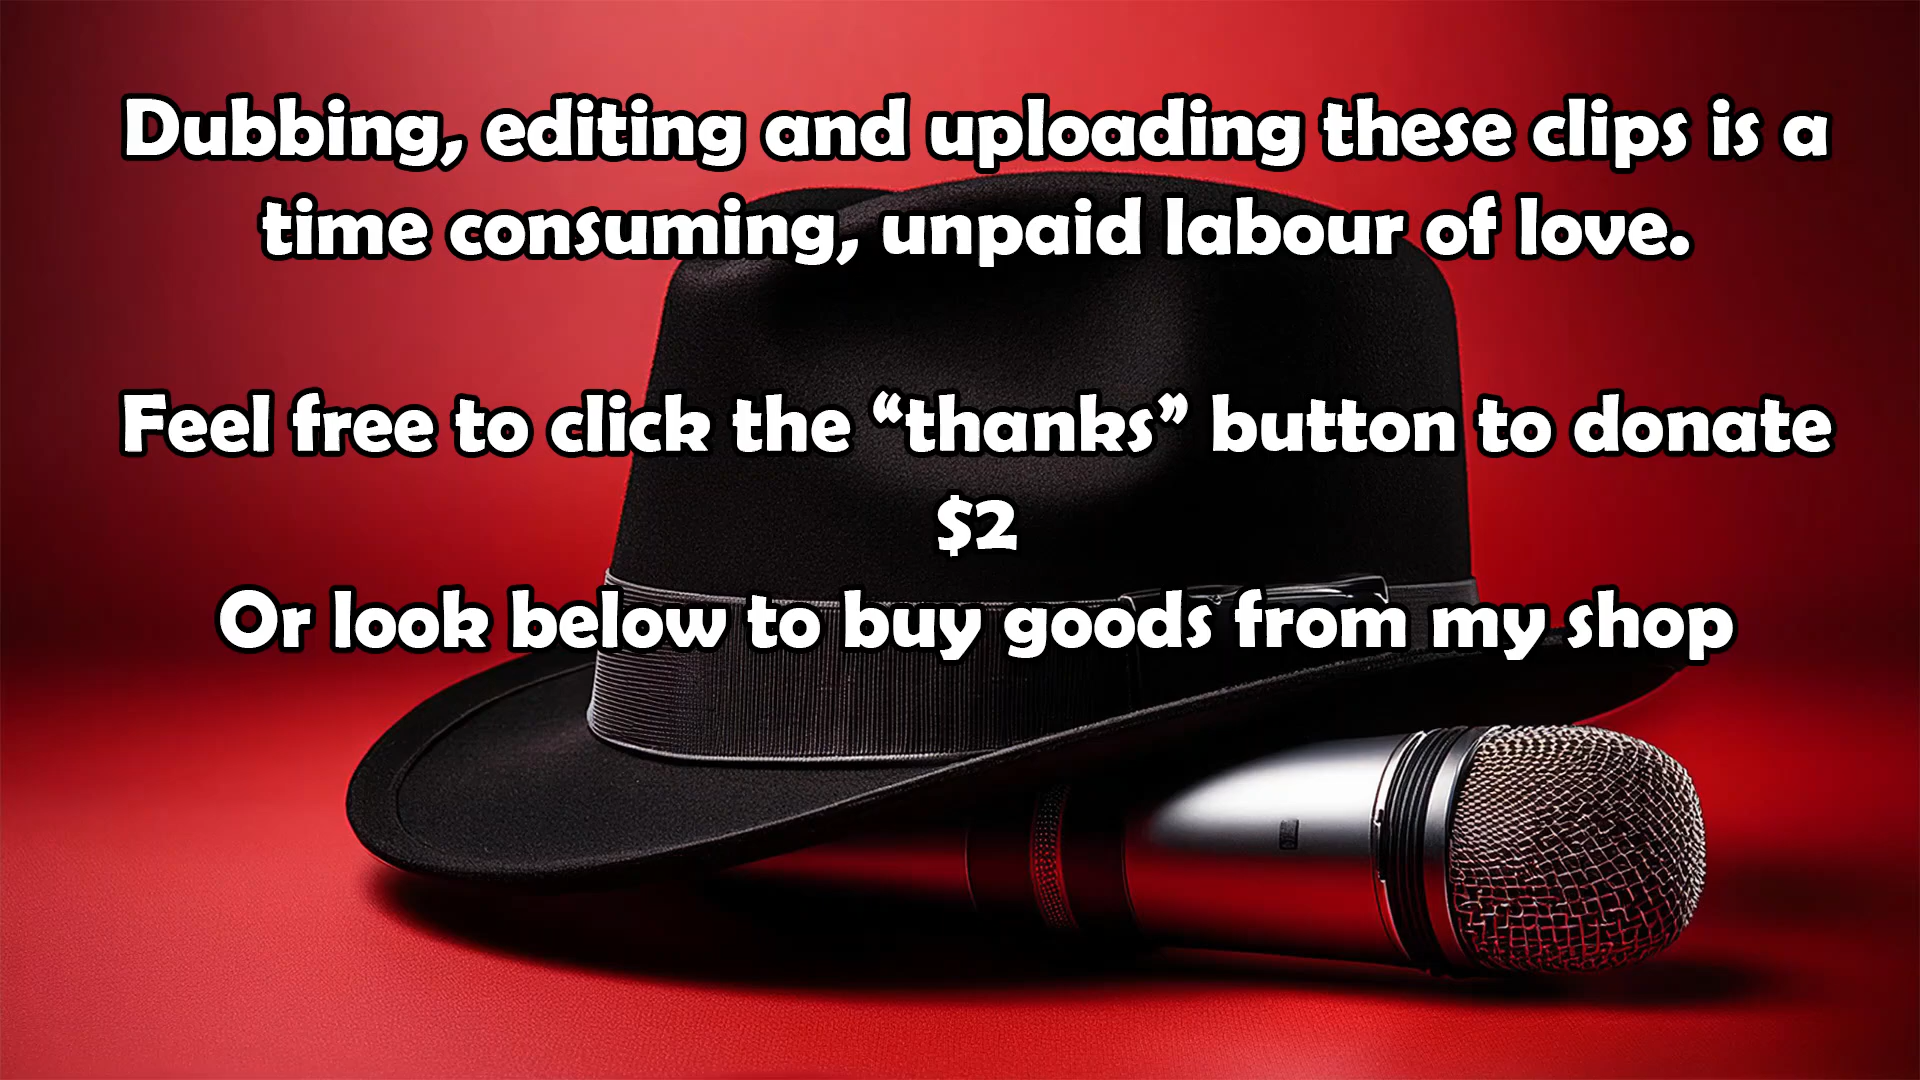 Dubbing, editing and uploading these clips is a
time consuming, unpaid labour of love.
Feel free to click the “thanks” button to donate
$2
Or look below to buy goods from my shop